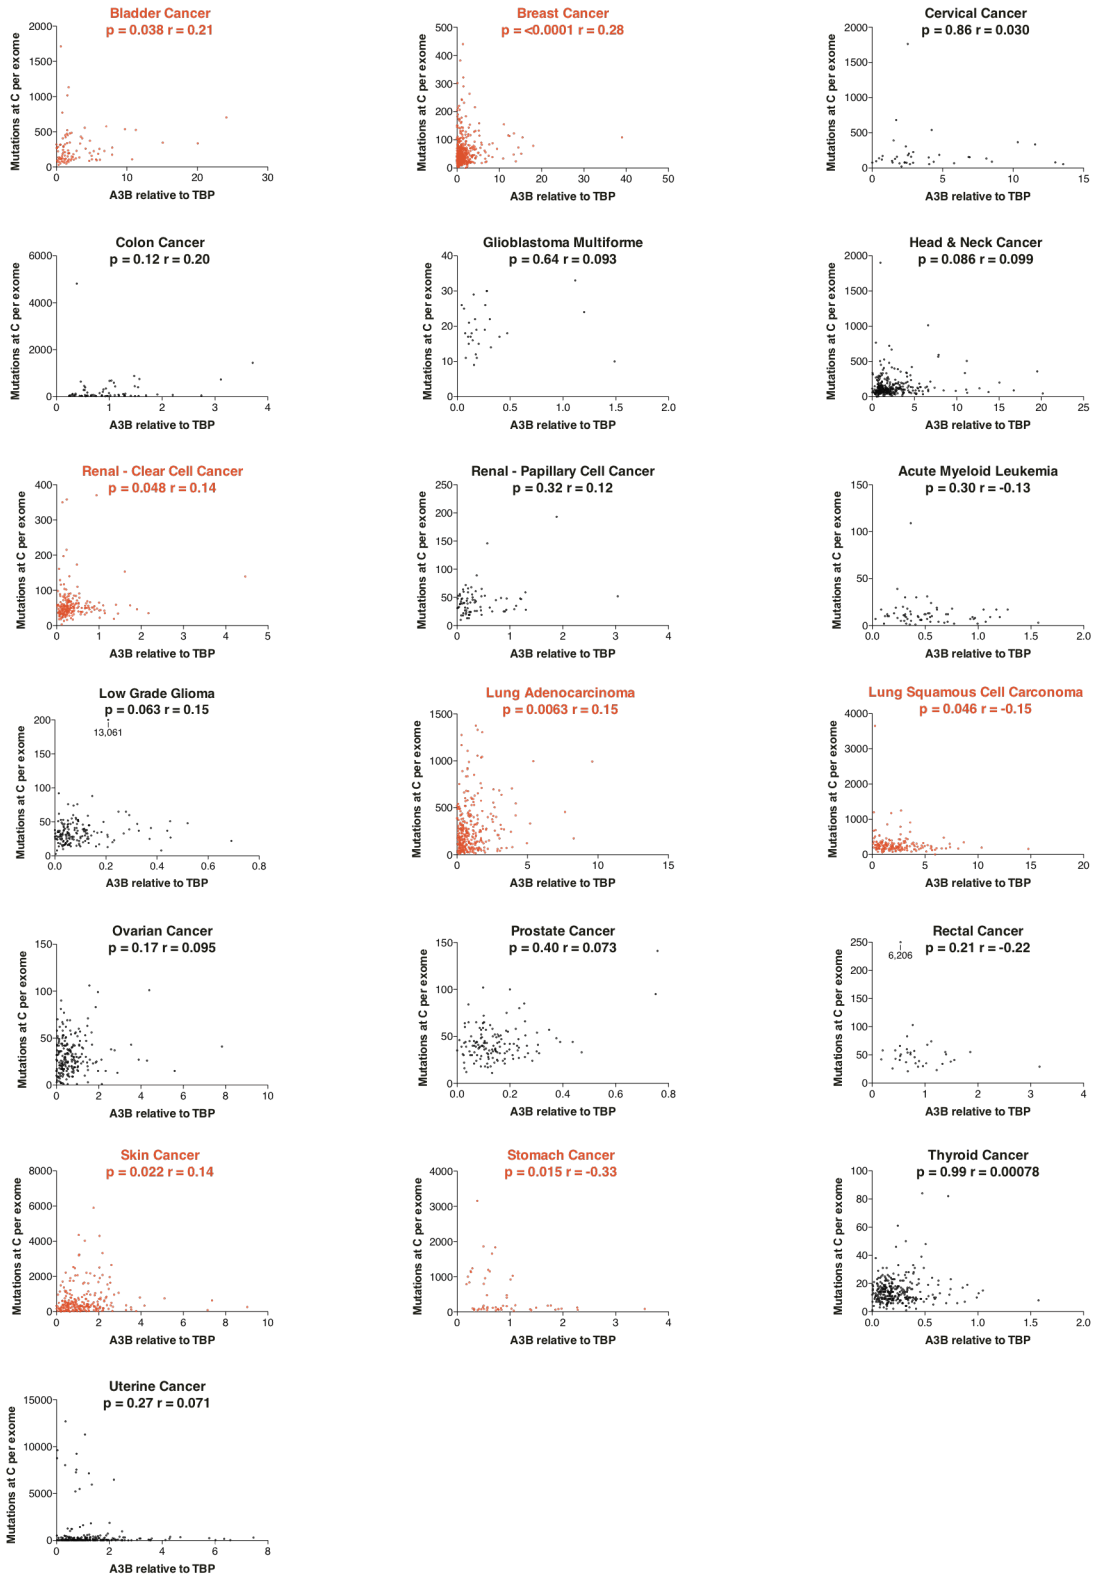 Bladder Cancer
p = 0.038 r = 0.21
Mutations at C per exome
2000
1500
1000
500
0
0 10 20 30
A3B relative to TBP
Breast Cancer
p = <0.0001 r = 0.28
Mutations at C per exome
500
400
300
200
100
0
0 10 20 30 40 50
A3B relative to TBP
Cervical Cancer
p = 0.86 r = 0.030
Mutations at C per exome
2000
1500
1000
500
0
0 5 10 15
A3B relative to TBP
Colon Cancer
p = 0.12 r = 0.20
Mutations at C per exome
6000
4000
2000
0
0 1 2 3 4
A3B relative to TBP
Glioblastoma Multiforme
p = 0.64 r = 0.093
Mutations at C per exome
40
30
20
10
0
0.0 0.5 1.0 1.5 2.0
A3B relative to TBP
Head & Neck Cancer
p = 0.086 r = 0.099
Mutations at C per exome
2000
1500
1000
500
0
0 5 10 15 20 25
A3B relative to TBP
Renal - Clear Cell Cancer
p = 0.048 r = 0.14
Mutations at C per exome
400
300
200
100
0
0 1 2 3 4 5
A3B relative to TBP
Renal - Papillary Cell Cancer
p = 0.32 r = 0.12
Mutations at C per exome
250
200
150
100
50
0
0 1 2 3 4
A3B relative to TBP
Acute Myeloid Leukemia
p = 0.30 r = -0.13
Mutations at C per exome
150
100
50
0
0.0 0.5 1.0 1.5 2.0
A3B relative to TBP
Low Grade Glioma
p = 0.063 r = 0.15
Mutations at C per exome
200
13,061
150
100
50
0
0.0 0.2 0.4 0.6 0.8
A3B relative to TBP
Lung Adenocarcinoma
p = 0.0063 r = 0.15
Mutations at C per exome
1500
1000
500
0
0 5 10 15
A3B relative to TBP
Lung Squamous Cell Carconoma
p = 0.046 r = -0.15
Mutations at C per exome
4000
3000
2000
1000
0
0 5 10 15 20
A3B relative to TBP
Ovarian Cancer
p = 0.17 r = 0.095
Mutations at C per exome
150
100
50
0
0 2 4 6 8 10
A3B relative to TBP
Prostate Cancer
p = 0.40 r = 0.073
Mutations at C per exome
150
100
50
0
0.0 0.2 0.4 0.6 0.8
A3B relative to TBP
Rectal Cancer
p = 0.21 r = -0.22
Mutations at C per exome
250
6,206
200
150
100
50
0
0 1 2 3 4
A3B relative to TBP
Skin Cancer
p = 0.022 r = 0.14
Mutations at C per exome
8000
6000
4000
2000
0
0 2 4 6 8 10
A3B relative to TBP
Stomach Cancer
p = 0.015 r = -0.33
Mutations at C per exome
4000
3000
2000
1000
0
0 1 2 3 4
A3B relative to TBP
Thyroid Cancer
p = 0.99 r = 0.00078
Mutations at C per exome
100
80
60
40
20
0
0.0 0.5 1.0 1.5 2.0
A3B relative to TBP
Uterine Cancer
p = 0.27 r = 0.071
Mutations at C per exome
15000
10000
5000
0
0 2 4 6 8
A3B relative to TBP